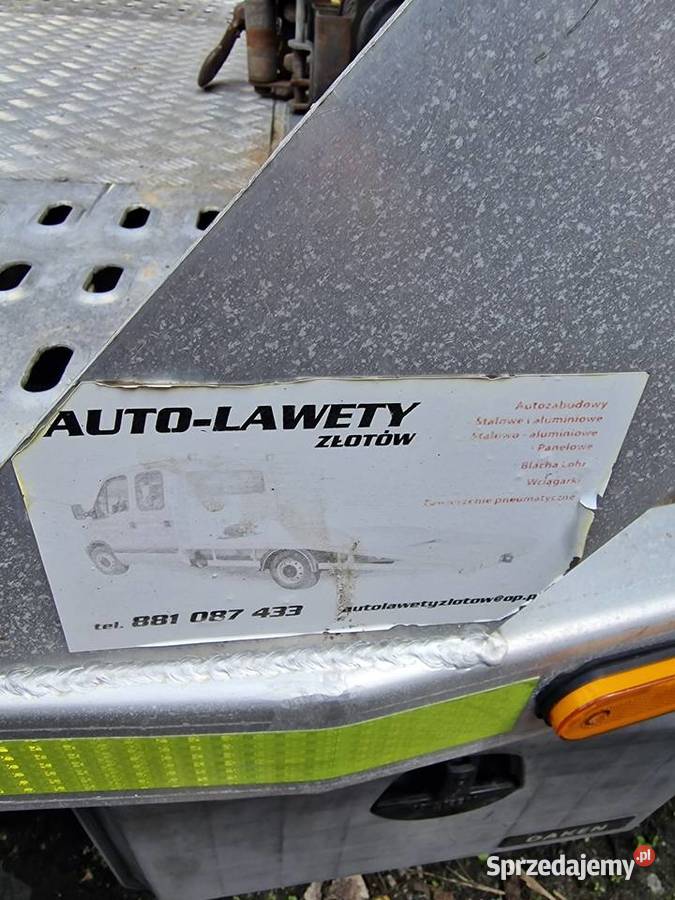 AUTO-LAWETY
ZŁOTÓW
Autozabudowy
Stalowe i aluminiowe
Stalowo - aluminiowe
Panelowe
Blacha Lohr
Wciągarki
Zawieszenie pneumatyczne
tel. 881 087 433
autolawetyzlotow@op.p
DAKEN
Sprzedajemy.pl